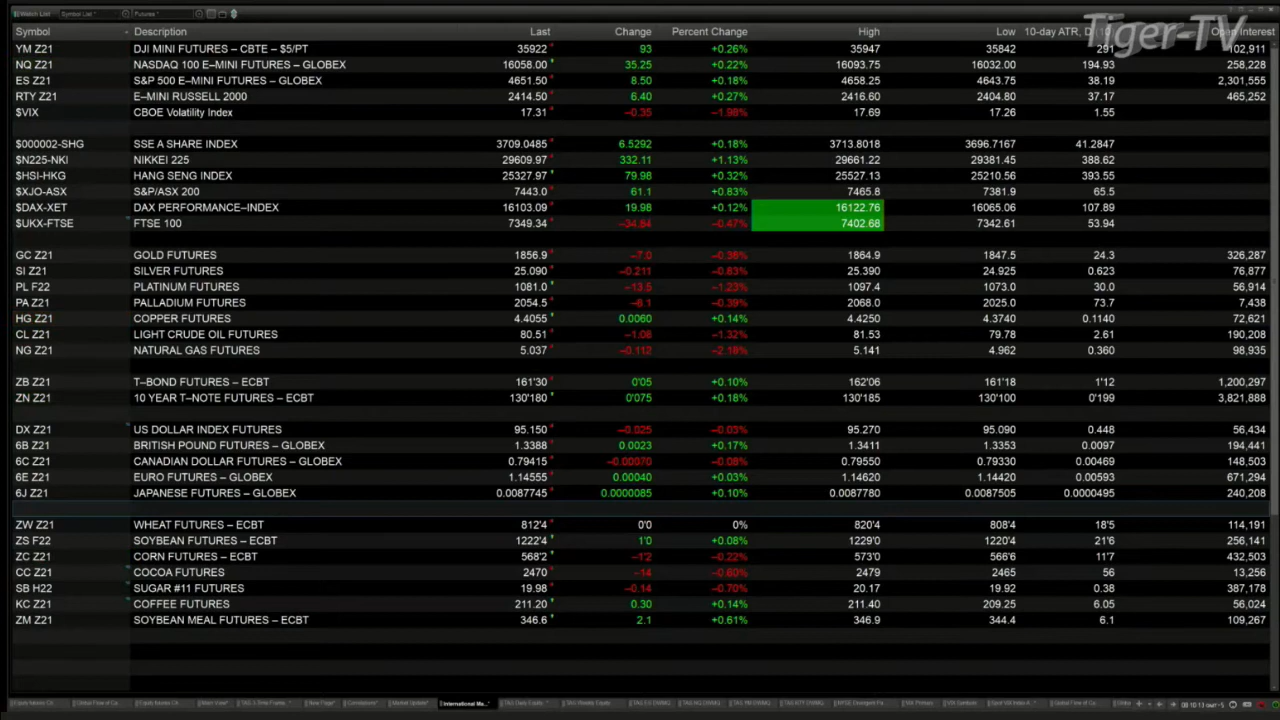 Watch List Symbol List Futures
Tiger-TV
Symbol Description Last Change Percent Change High Low 10-day ATR, Open Interest
YM Z21 DJI MINI FUTURES – CBTE – $5/PT 35922 93 +0.26% 35947 35842 291 102,911
NQ Z21 NASDAQ 100 E–MINI FUTURES – GLOBEX 16058.00 35.25 +0.22% 16093.75 16032.00 194.93 258,228
ES Z21 S&P 500 E–MINI FUTURES – GLOBEX 4651.50 8.50 +0.18% 4658.25 4643.75 38.19 2,301,555
RTY Z21 E–MINI RUSSELL 2000 2414.50 6.40 +0.27% 2416.60 2404.80 37.17 465,252
$VIX CBOE Volatility Index 17.31 –0.35 –1.98% 17.69 17.26 1.55
$000002-SHG SSE A SHARE INDEX 3709.0485 6.5292 +0.18% 3713.8018 3696.7167 41.2847
$N225-NKI NIKKEI 225 29609.97 332.11 +1.13% 29661.22 29381.45 388.62
$HSI-HKG HANG SENG INDEX 25327.97 79.98 +0.32% 25527.13 25210.56 393.55
$XJO-ASX S&P/ASX 200 7443.0 61.1 +0.83% 7465.8 7381.9 65.5
$DAX-XET DAX PERFORMANCE–INDEX 16103.09 19.98 +0.12% 16122.76 16065.06 107.89
$UKX-FTSE FTSE 100 7349.34 –34.84 –0.47% 7402.68 7342.61 53.94
GC Z21 GOLD FUTURES 1856.9 –7.0 –0.38% 1864.9 1847.5 24.3 326,287
SI Z21 SILVER FUTURES 25.090 –0.211 –0.83% 25.390 24.925 0.623 76,877
PL F22 PLATINUM FUTURES 1081.0 –13.5 –1.23% 1097.4 1073.0 30.0 56,914
PA Z21 PALLADIUM FUTURES 2054.5 –8.1 –0.39% 2068.0 2025.0 73.7 7,438
HG Z21 COPPER FUTURES 4.4055 0.0060 +0.14% 4.4250 4.3740 0.1140 72,621
CL Z21 LIGHT CRUDE OIL FUTURES 80.51 –1.08 –1.32% 81.53 79.78 2.61 190,208
NG Z21 NATURAL GAS FUTURES 5.037 –0.112 –2.18% 5.141 4.962 0.360 98,935
ZB Z21 T–BOND FUTURES – ECBT 161'30 0'05 +0.10% 162'06 161'18 1'12 1,200,297
ZN Z21 10 YEAR T–NOTE FUTURES – ECBT 130'180 0'075 +0.18% 130'185 130'100 0'199 3,821,888
DX Z21 US DOLLAR INDEX FUTURES 95.150 –0.025 –0.03% 95.270 95.090 0.448 56,434
6B Z21 BRITISH POUND FUTURES – GLOBEX 1.3388 0.0023 +0.17% 1.3411 1.3353 0.0097 194,441
6C Z21 CANADIAN DOLLAR FUTURES – GLOBEX 0.79415 –0.00070 –0.08% 0.79550 0.79330 0.00469 148,503
6E Z21 EURO FUTURES – GLOBEX 1.14555 0.00040 +0.03% 1.14620 1.14420 0.00593 671,294
6J Z21 JAPANESE FUTURES – GLOBEX 0.0087745 0.0000085 +0.10% 0.0087780 0.0087505 0.0000495 240,208
ZW Z21 WHEAT FUTURES – ECBT 812'4 0'0 0% 820'4 808'4 18'5 114,191
ZS F22 SOYBEAN FUTURES – ECBT 1222'4 1'0 +0.08% 1229'0 1220'4 21'6 256,141
ZC Z21 CORN FUTURES – ECBT 568'2 –1'2 –0.22% 573'0 566'6 11'7 432,503
CC Z21 COCOA FUTURES 2470 –14 –0.60% 2479 2465 56 13,256
SB H22 SUGAR #11 FUTURES 19.98 –0.14 –0.70% 20.17 19.92 0.38 387,178
KC Z21 COFFEE FUTURES 211.20 0.30 +0.14% 211.40 209.25 6.05 56,024
ZM Z21 SOYBEAN MEAL FUTURES – ECBT 346.6 2.1 +0.61% 346.9 344.4 6.1 109,267
International Ma...